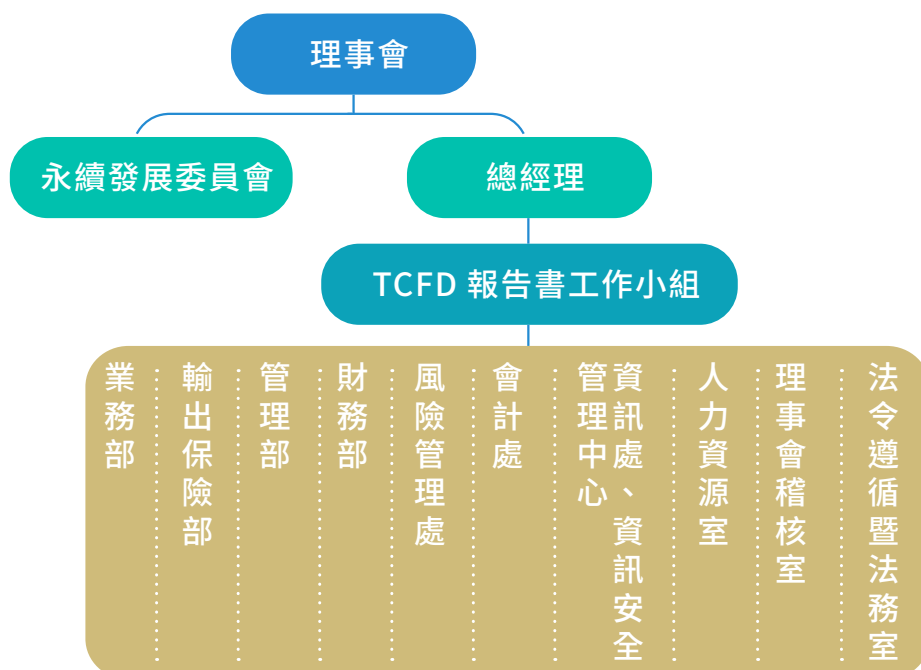 理事會
永續發展委員會
總經理
TCFD 報告書工作小組
業務部
輸出保險部
管理部
財務部
風險管理處
會計處
資訊處、資訊安全
管理中心
人力資源室
理事會稽核室
法令遵循暨法務室